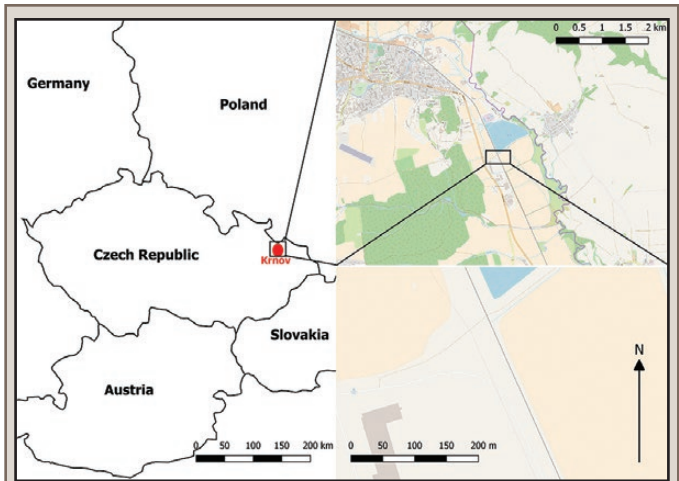 Germany
Poland
Czech Republic
Krnov
Slovakia
Austria
0 50 100 150 200 km
0 0.5 1 1.5 2 km
N
0 50 100 150 200 m